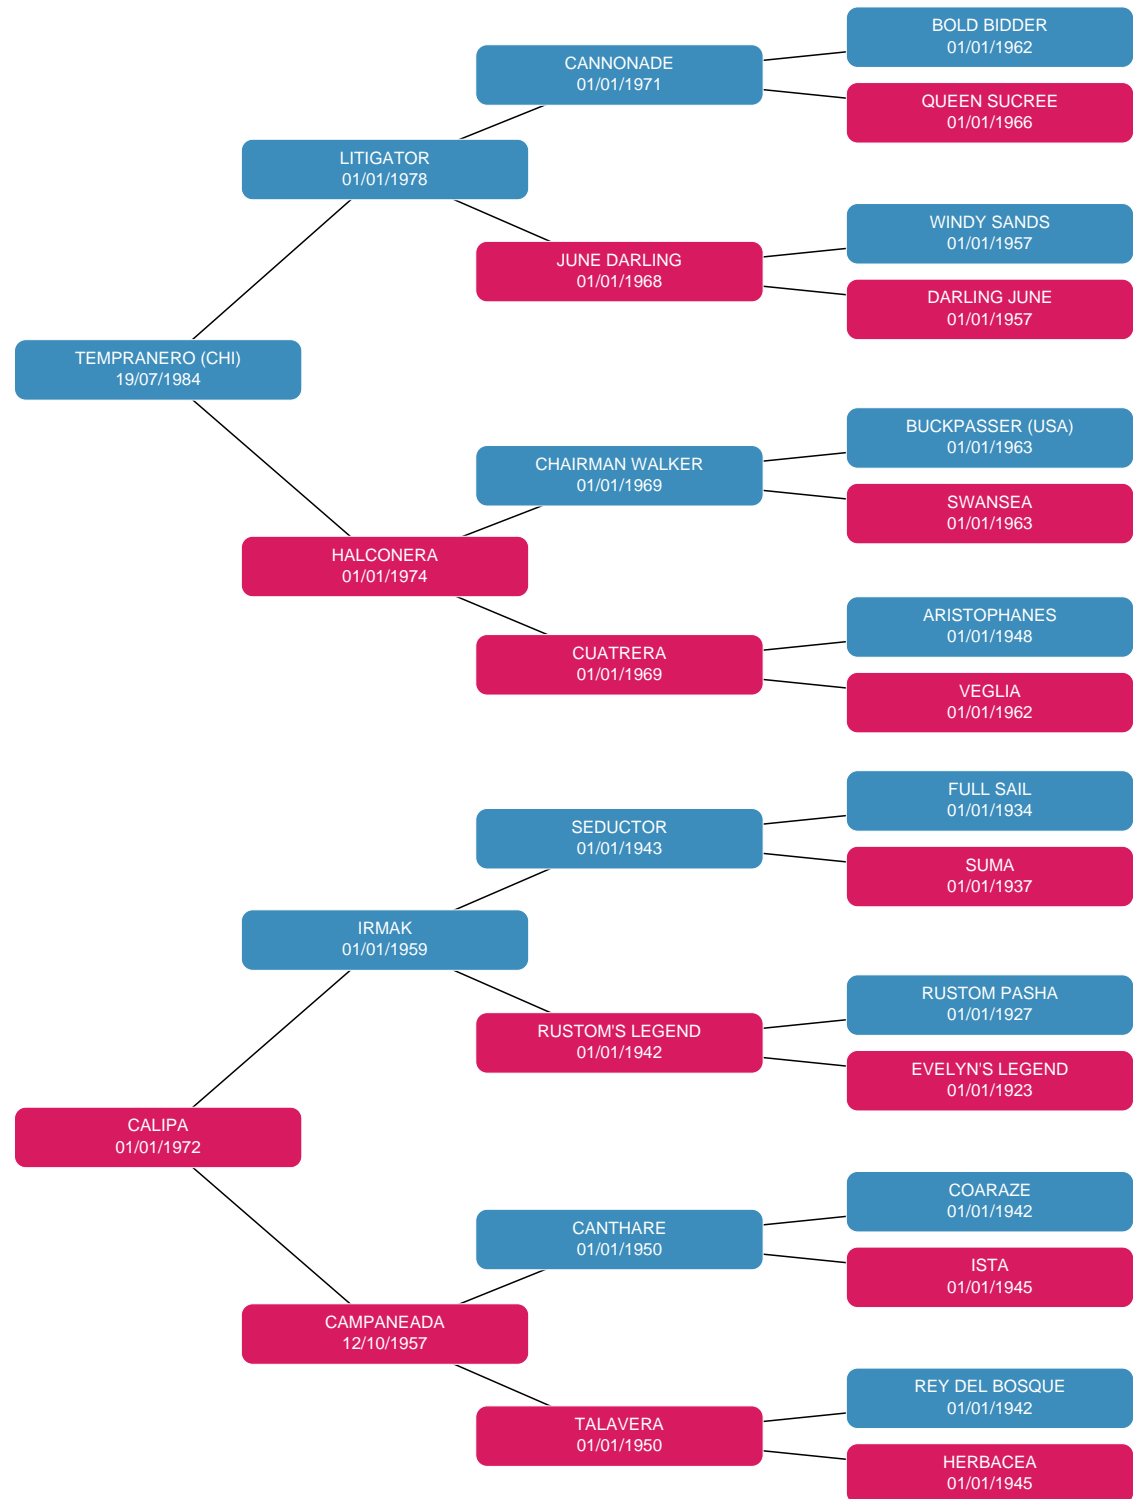 BOLD BIDDER
01/01/1962
CANNONADE
01/01/1971
QUEEN SUCREE
01/01/1966
LITIGATOR
01/01/1978
WINDY SANDS
01/01/1957
JUNE DARLING
01/01/1968
DARLING JUNE
01/01/1957
TEMPRANERO (CHI)
19/07/1984
BUCKPASSER (USA)
01/01/1963
CHAIRMAN WALKER
01/01/1969
SWANSEA
01/01/1963
HALCONERA
01/01/1974
ARISTOPHANES
01/01/1948
CUATRERA
01/01/1969
VEGLIA
01/01/1962
FULL SAIL
01/01/1934
SEDUCTOR
01/01/1943
SUMA
01/01/1937
IRMAK
01/01/1959
RUSTOM PASHA
01/01/1927
RUSTOM'S LEGEND
01/01/1942
EVELYN'S LEGEND
01/01/1923
CALIPA
01/01/1972
COARAZE
01/01/1942
CANTHARE
01/01/1950
ISTA
01/01/1945
CAMPANEADA
12/10/1957
REY DEL BOSQUE
01/01/1942
TALAVERA
01/01/1950
HERBACEA
01/01/1945